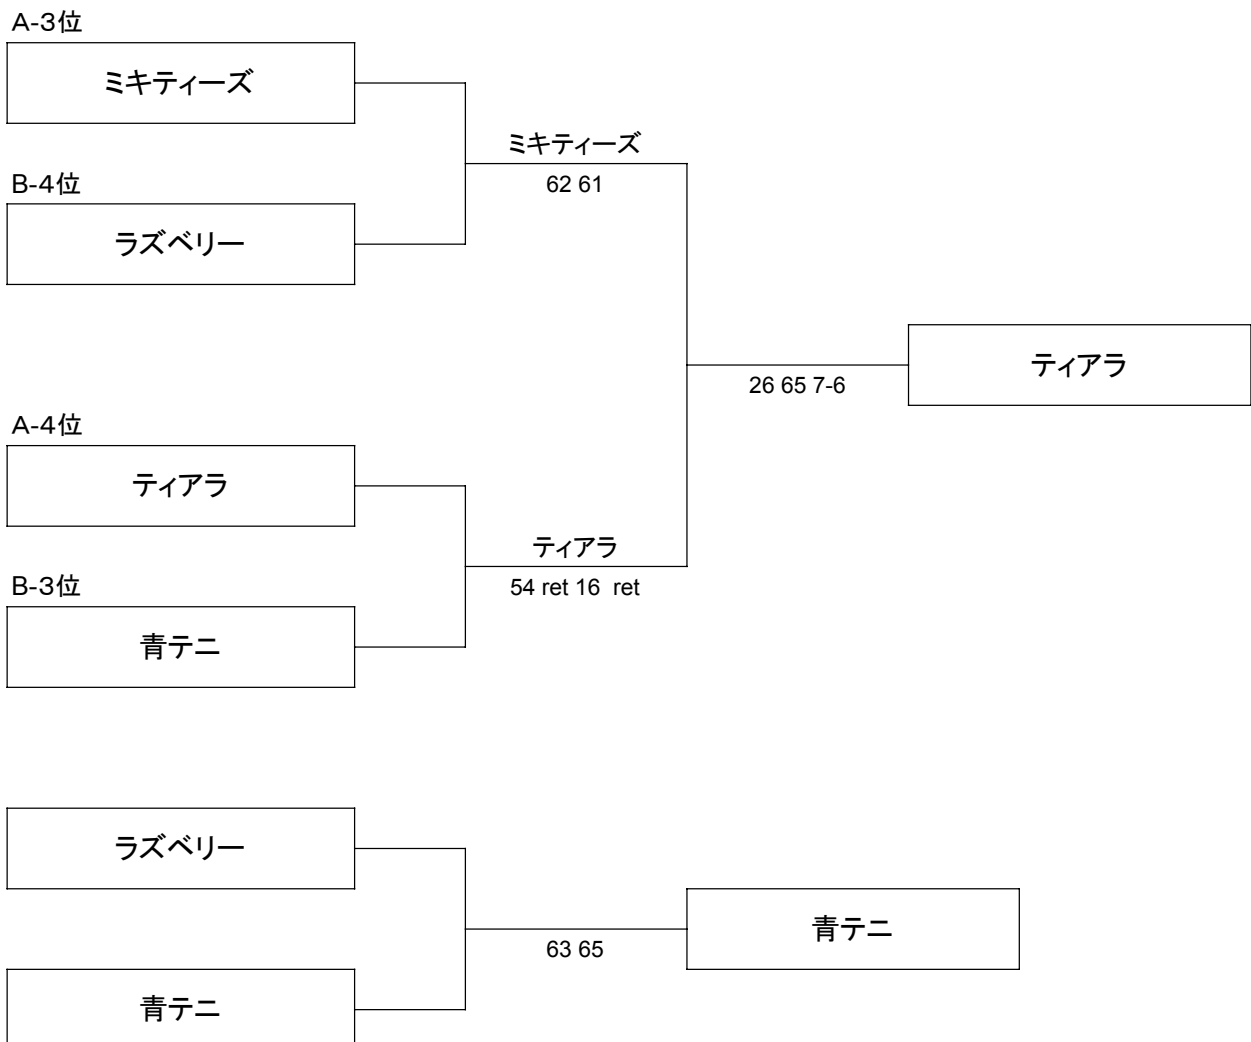 A-3位
ミキティーズ
ミキティーズ
62 61
B-4位
ラズベリー
ティアラ
26 65 7-6
A-4位
ティアラ
ティアラ
54 ret 16  ret
B-3位
青テニ
ラズベリー
青テニ
63 65
青テニ